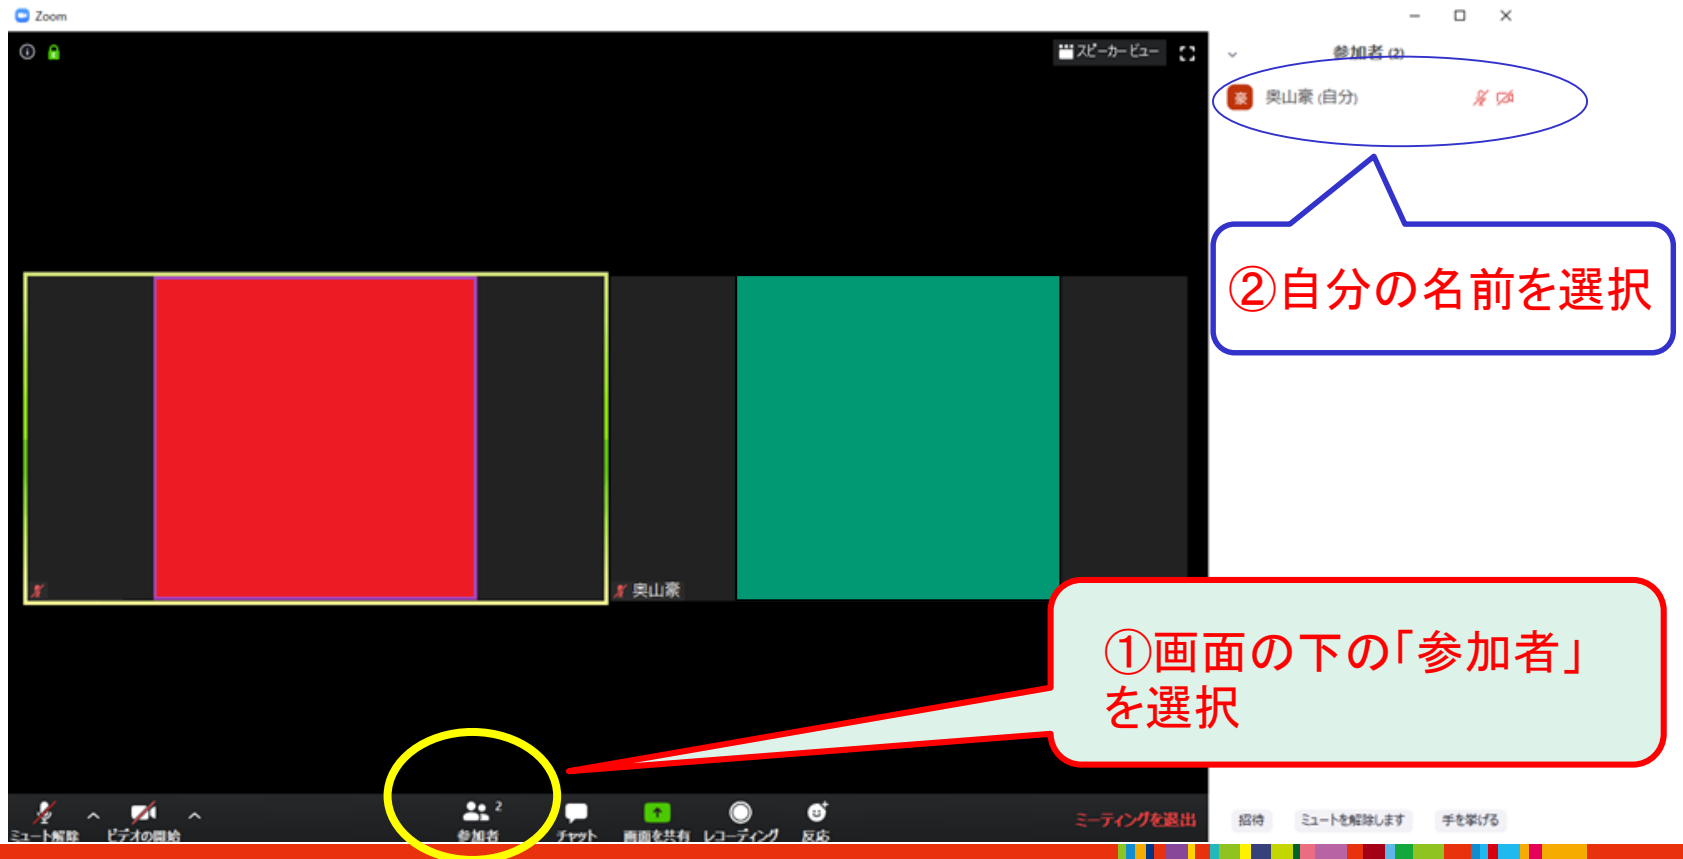 Zoom
スピーカー ビュー
参加者 (2)
豪 奥山豪 (自分)
②自分の名前を選択
奥山豪
①画面の下の「参加者」
を選択
ミュート解除
ビデオの開始
2
参加者
チャット
画面を共有
レコーディング
反応
ミーティングを退出
招待
ミュートを解除します
手を挙げる